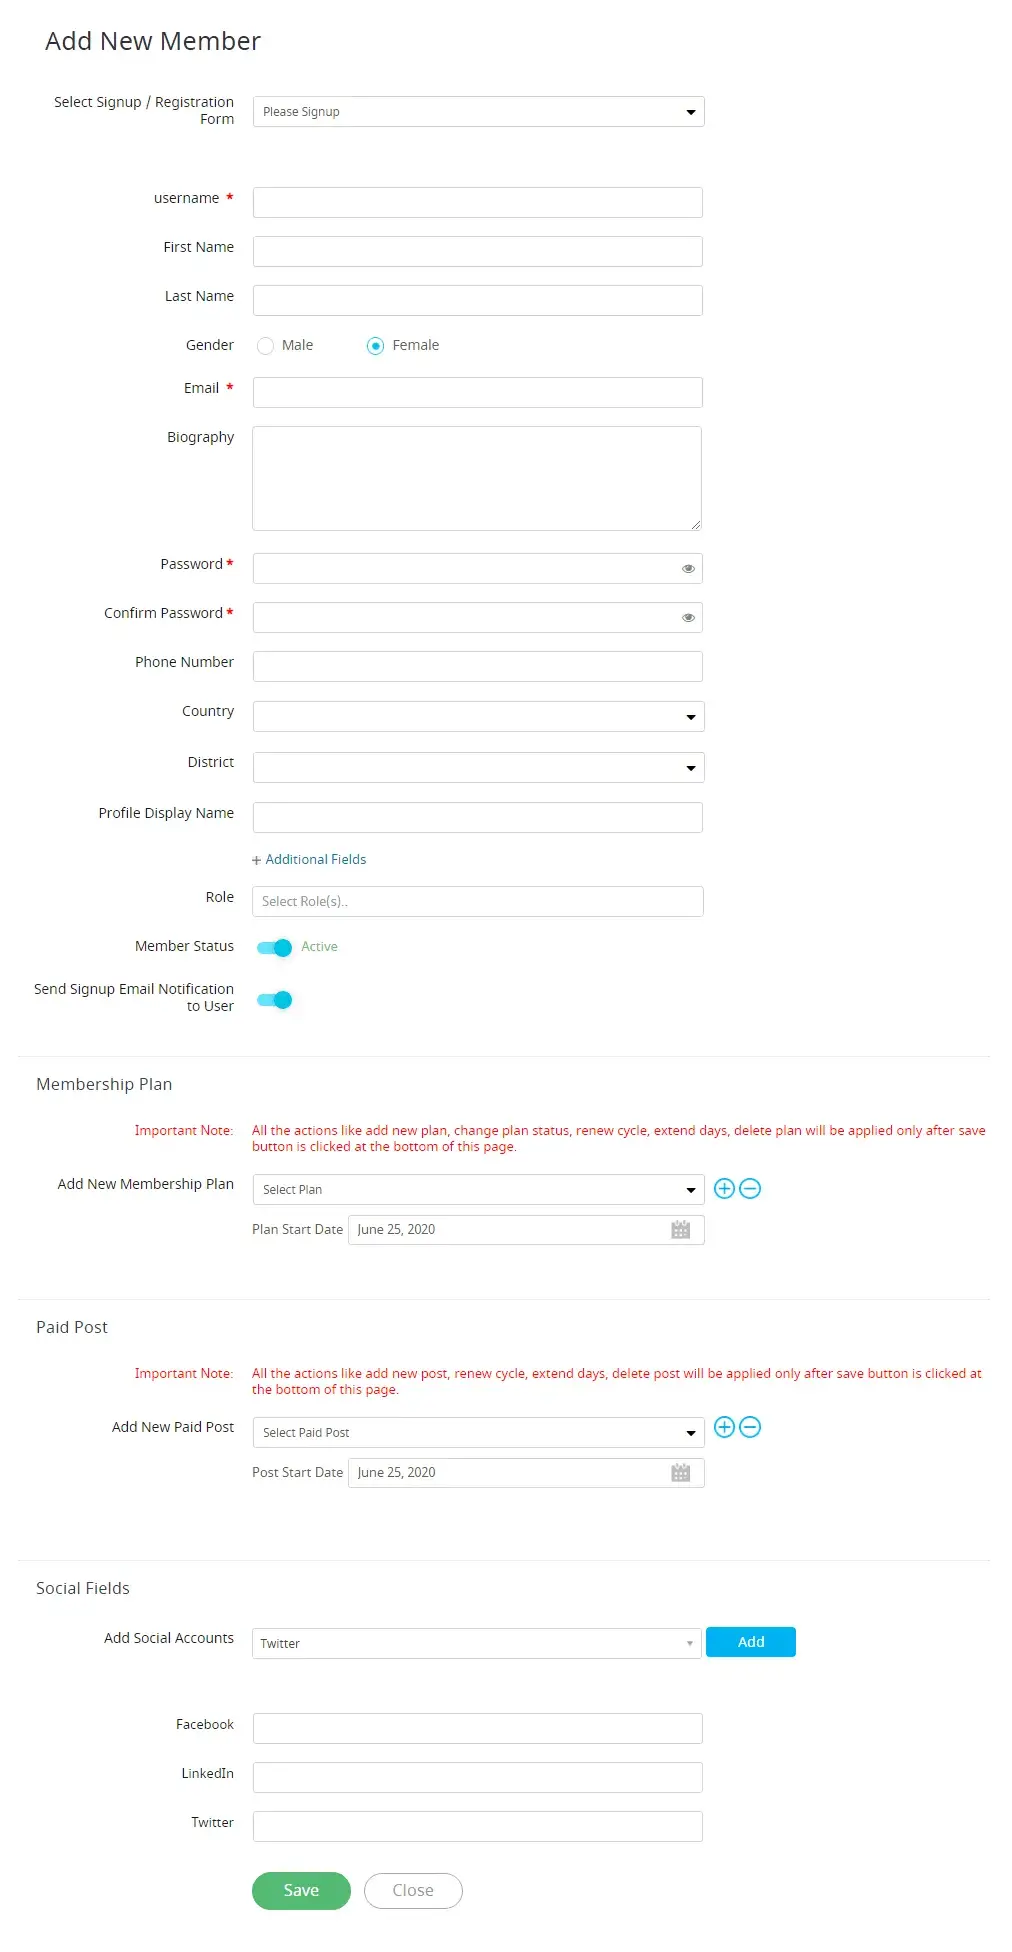 Add New Member
Select Signup / Registration
Form
Please Signup
username *
First Name
Last Name
Gender
Male
Female
Email *
Biography
Password *
Confirm Password *
Phone Number
Country
District
Profile Display Name
+ Additional Fields
Role
Select Role(s)..
Member Status
Active
Send Signup Email Notification
to User
Membership Plan
Important Note:
All the actions like add new plan, change plan status, renew cycle, extend days, delete plan will be applied only after save
button is clicked at the bottom of this page.
Add New Membership Plan
Select Plan
Plan Start Date
June 25, 2020
Paid Post
Important Note:
All the actions like add new post, renew cycle, extend days, delete post will be applied only after save button is clicked at
the bottom of this page.
Add New Paid Post
Select Paid Post
Post Start Date
June 25, 2020
Social Fields
Add Social Accounts
Twitter
Add
Facebook
LinkedIn
Twitter
Save
Close